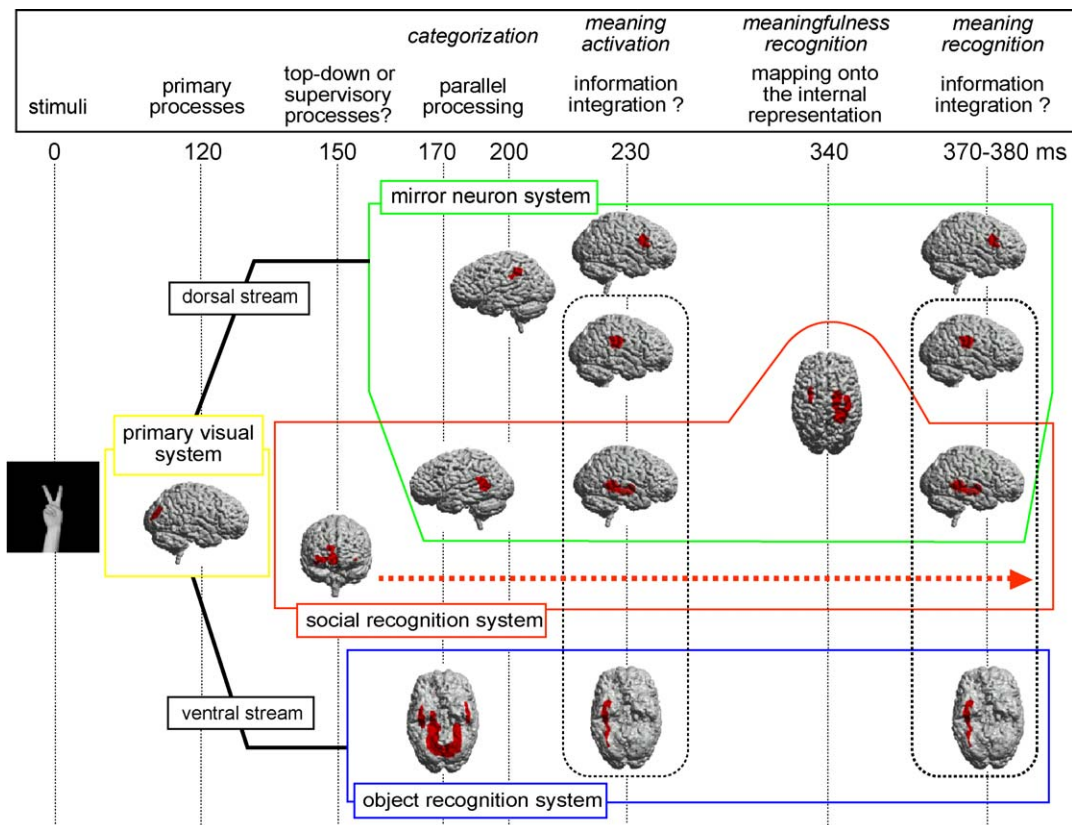 stimuli
primary
processes
top-down or
supervisory
processes?
categorization
parallel
processing
meaning
activation
information
integration ?
meaningfulness
recognition
mapping onto
the internal
representation
meaning
recognition
information
integration ?
0
120
150
170
200
230
340
370-380 ms
mirror neuron system
dorsal stream
primary visual
system
social recognition system
ventral stream
object recognition system